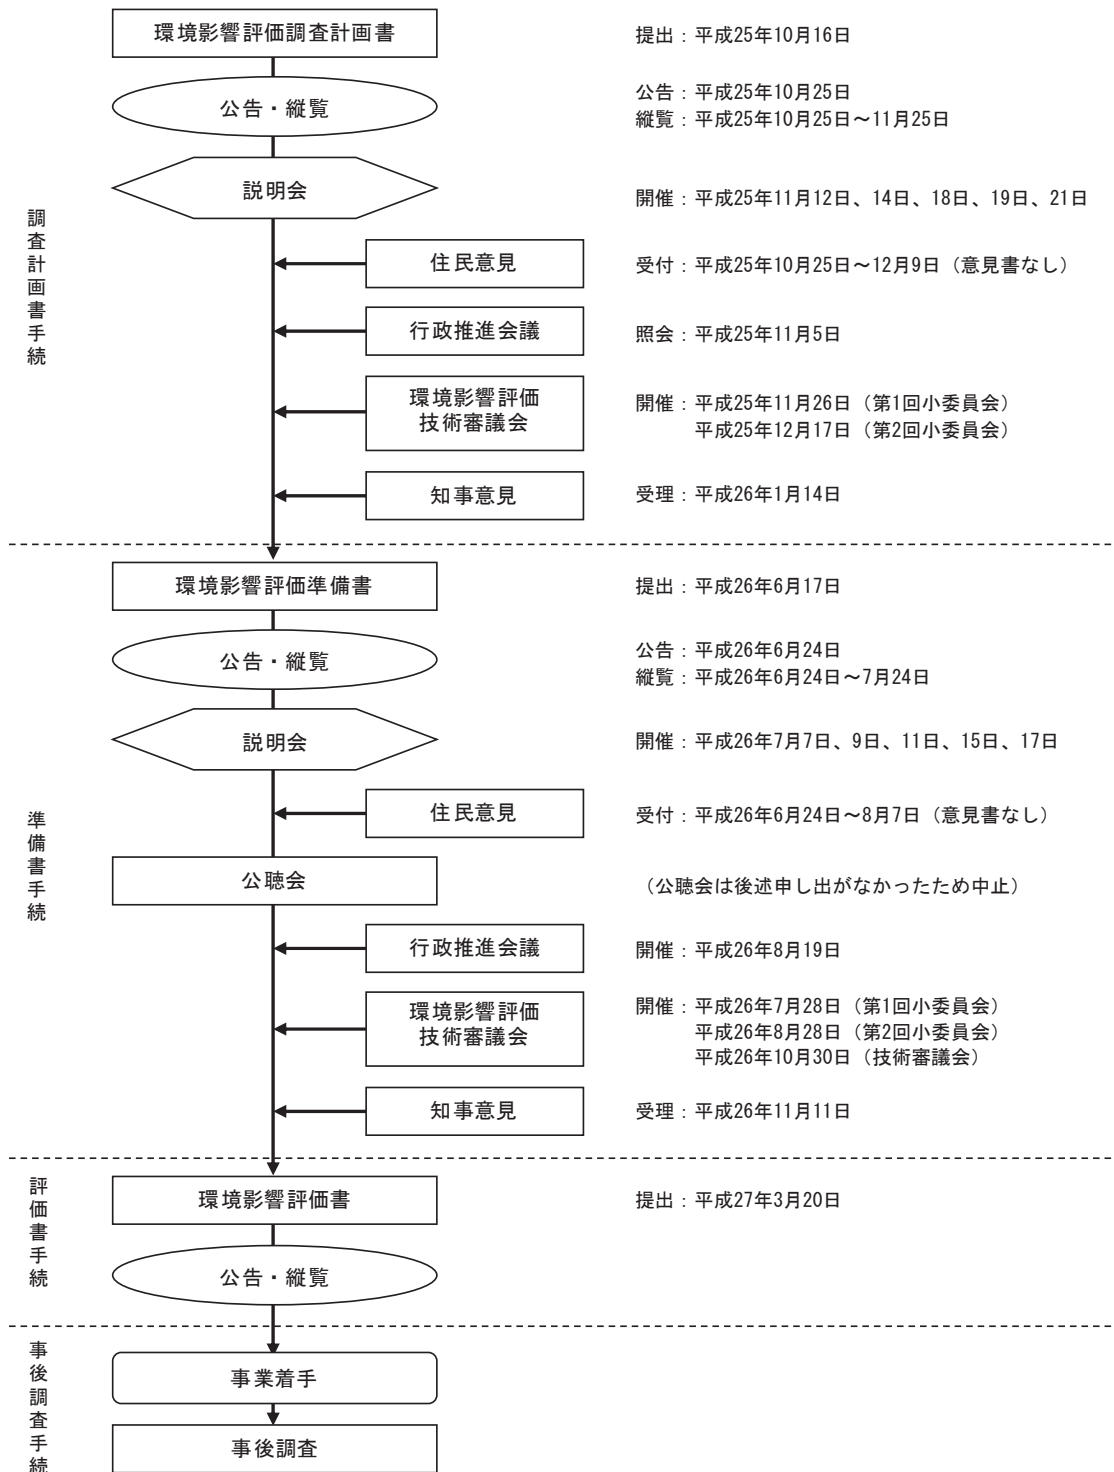 調査計画書手続
環境影響評価調査計画書
提出：平成25年10月16日
公告・縦覧
公告：平成25年10月25日
縦覧：平成25年10月25日～11月25日
説明会
開催：平成25年11月12日、14日、18日、19日、21日
住民意見
受付：平成25年10月25日～12月9日（意見書なし）
行政推進会議
照会：平成25年11月5日
環境影響評価
技術審議会
開催：平成25年11月26日（第1回小委員会）
平成25年12月17日（第2回小委員会）
知事意見
受理：平成26年1月14日
準備書手続
環境影響評価準備書
提出：平成26年6月17日
公告・縦覧
公告：平成26年6月24日
縦覧：平成26年6月24日～7月24日
説明会
開催：平成26年7月7日、9日、11日、15日、17日
住民意見
受付：平成26年6月24日～8月7日（意見書なし）
公聴会
（公聴会は後述申し出がなかったため中止）
行政推進会議
開催：平成26年8月19日
環境影響評価
技術審議会
開催：平成26年7月28日（第1回小委員会）
平成26年8月28日（第2回小委員会）
平成26年10月30日（技術審議会）
知事意見
受理：平成26年11月11日
評価書手続
環境影響評価書
提出：平成27年3月20日
公告・縦覧
事後調査手続
事業着手
事後調査